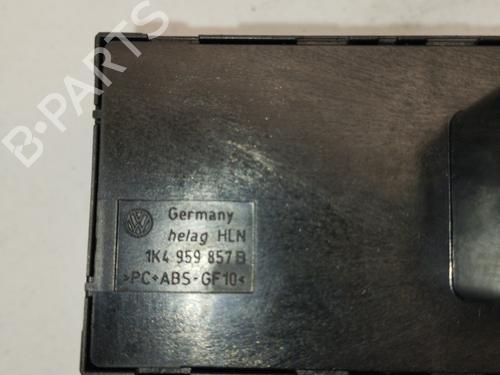 B-PARTS
Germany
helag HLN
1K4 959 857 B
>PC+ABS-GF10<